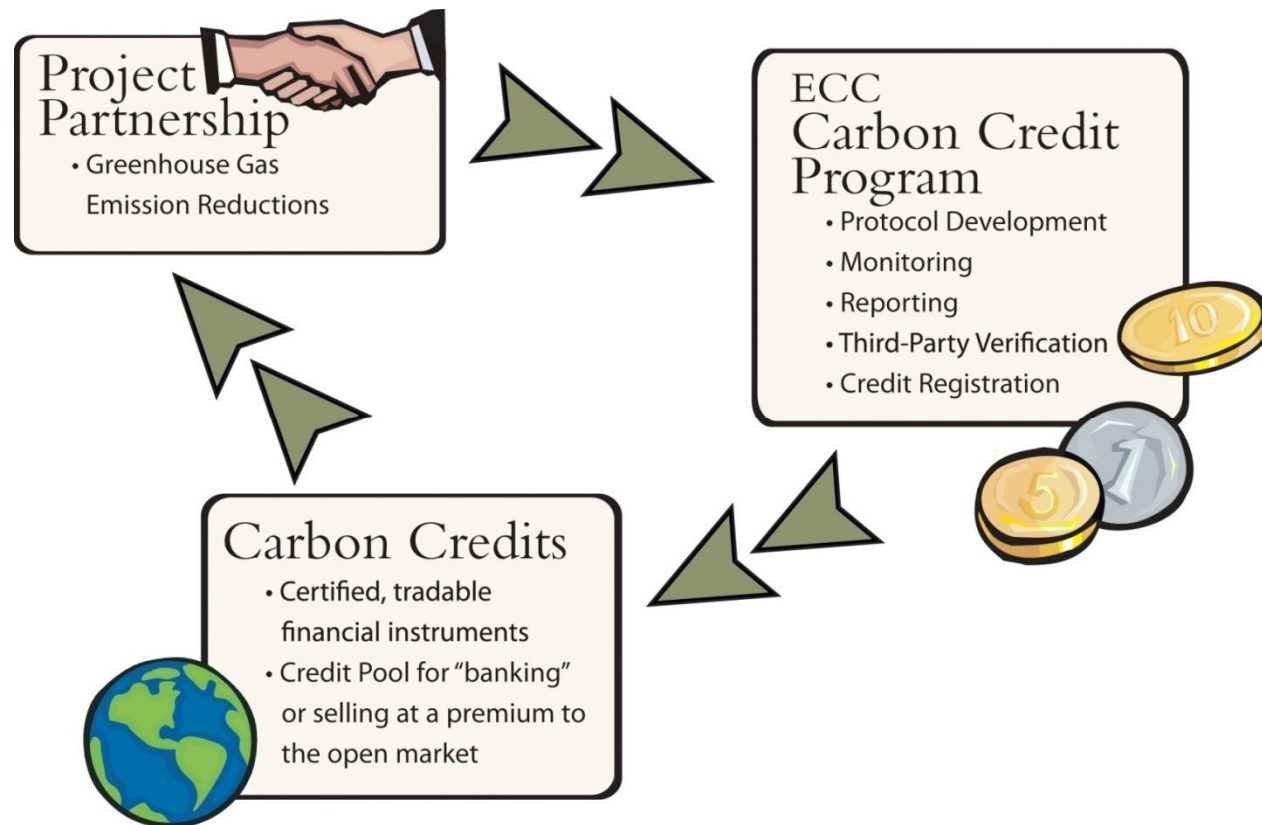 Project
Partnership
• Greenhouse Gas
Emission Reductions
ECC
Carbon Credit
Program
• Protocol Development
• Monitoring
• Reporting
• Third-Party Verification
• Credit Registration
10
5
1
Carbon Credits
• Certified, tradable
financial instruments
• Credit Pool for “banking”
or selling at a premium to
the open market